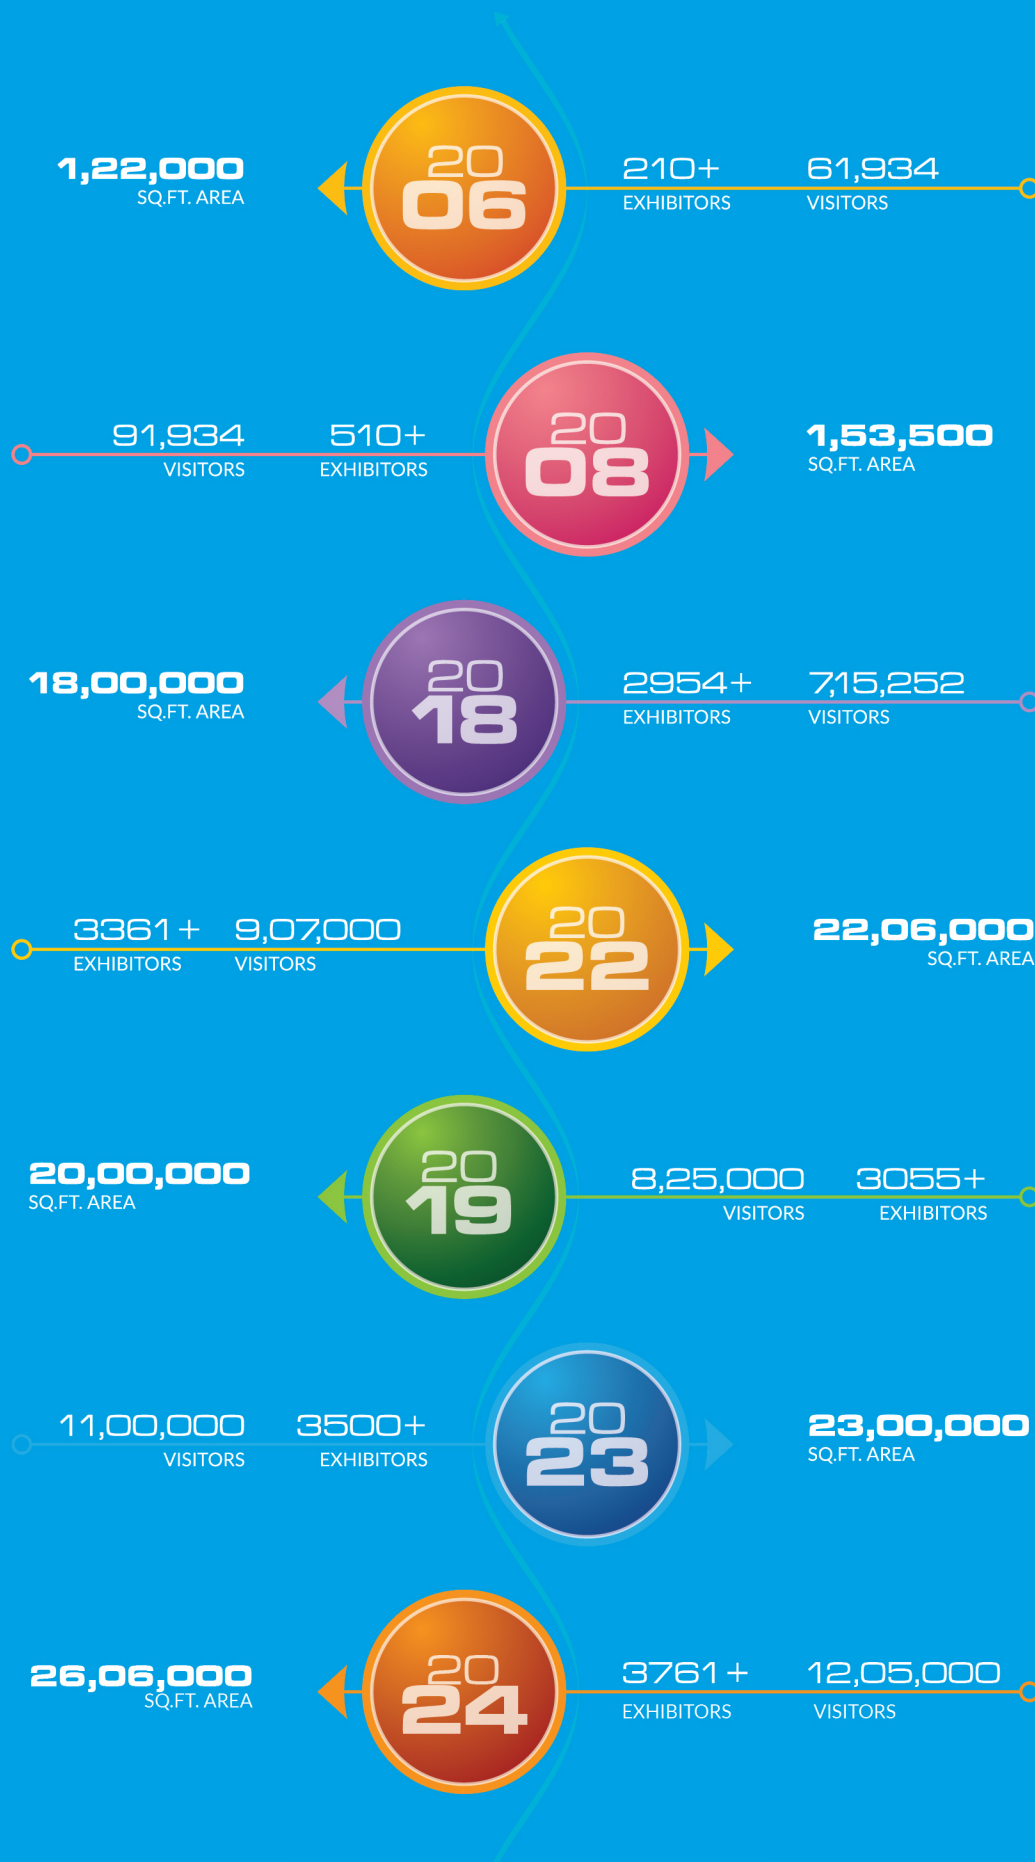 1,22,000
SQ.FT. AREA
20
06
210+
EXHIBITORS
61,934
VISITORS
91,934
VISITORS
510+
EXHIBITORS
20
08
1,53,500
SQ.FT. AREA
18,00,000
SQ.FT. AREA
20
18
2954+
EXHIBITORS
7,15,252
VISITORS
3361+
EXHIBITORS
9,07,000
VISITORS
20
22
22,06,000
SQ.FT. AREA
20,00,000
SQ.FT. AREA
20
19
8,25,000
VISITORS
3055+
EXHIBITORS
11,00,000
VISITORS
3500+
EXHIBITORS
20
23
23,00,000
SQ.FT. AREA
26,06,000
SQ.FT. AREA
20
24
3761+
EXHIBITORS
12,05,000
VISITORS